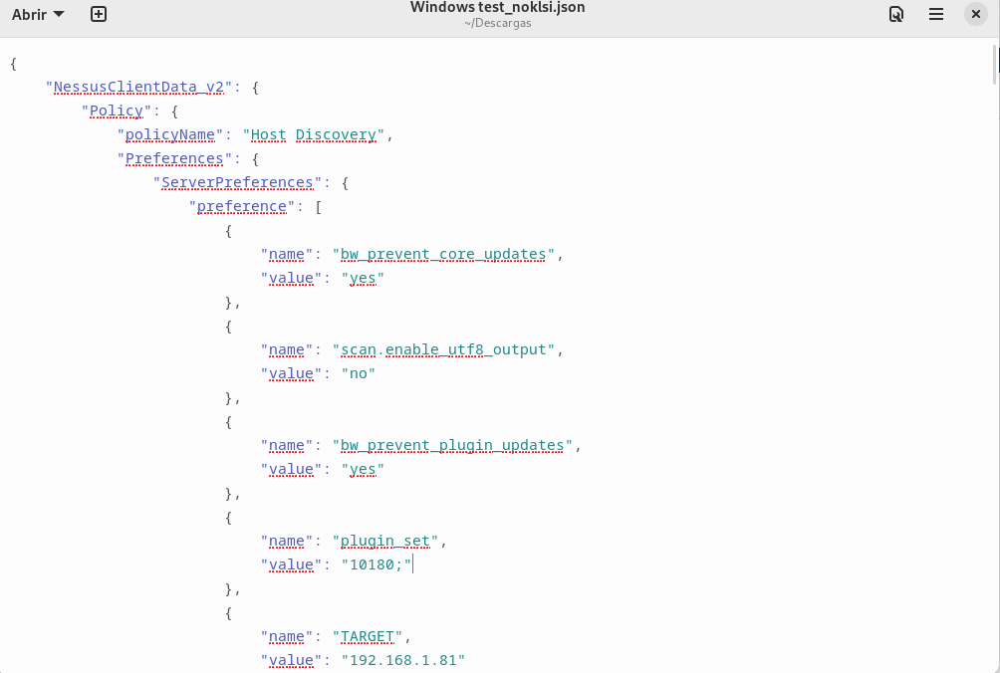 Abrir
Windows test_noklsi.json
~/Descargas
{
"NessusClientData_v2": {
"Policy": {
"policyName": "Host Discovery",
"Preferences": {
"ServerPreferences": {
"preference": [
{
"name": "bw_prevent_core_updates",
"value": "yes"
},
{
"name": "scan.enable_utf8_output",
"value": "no"
},
{
"name": "bw_prevent_plugin_updates",
"value": "yes"
},
{
"name": "plugin_set",
"value": "10180;"
},
{
"name": "TARGET",
"value": "192.168.1.81"